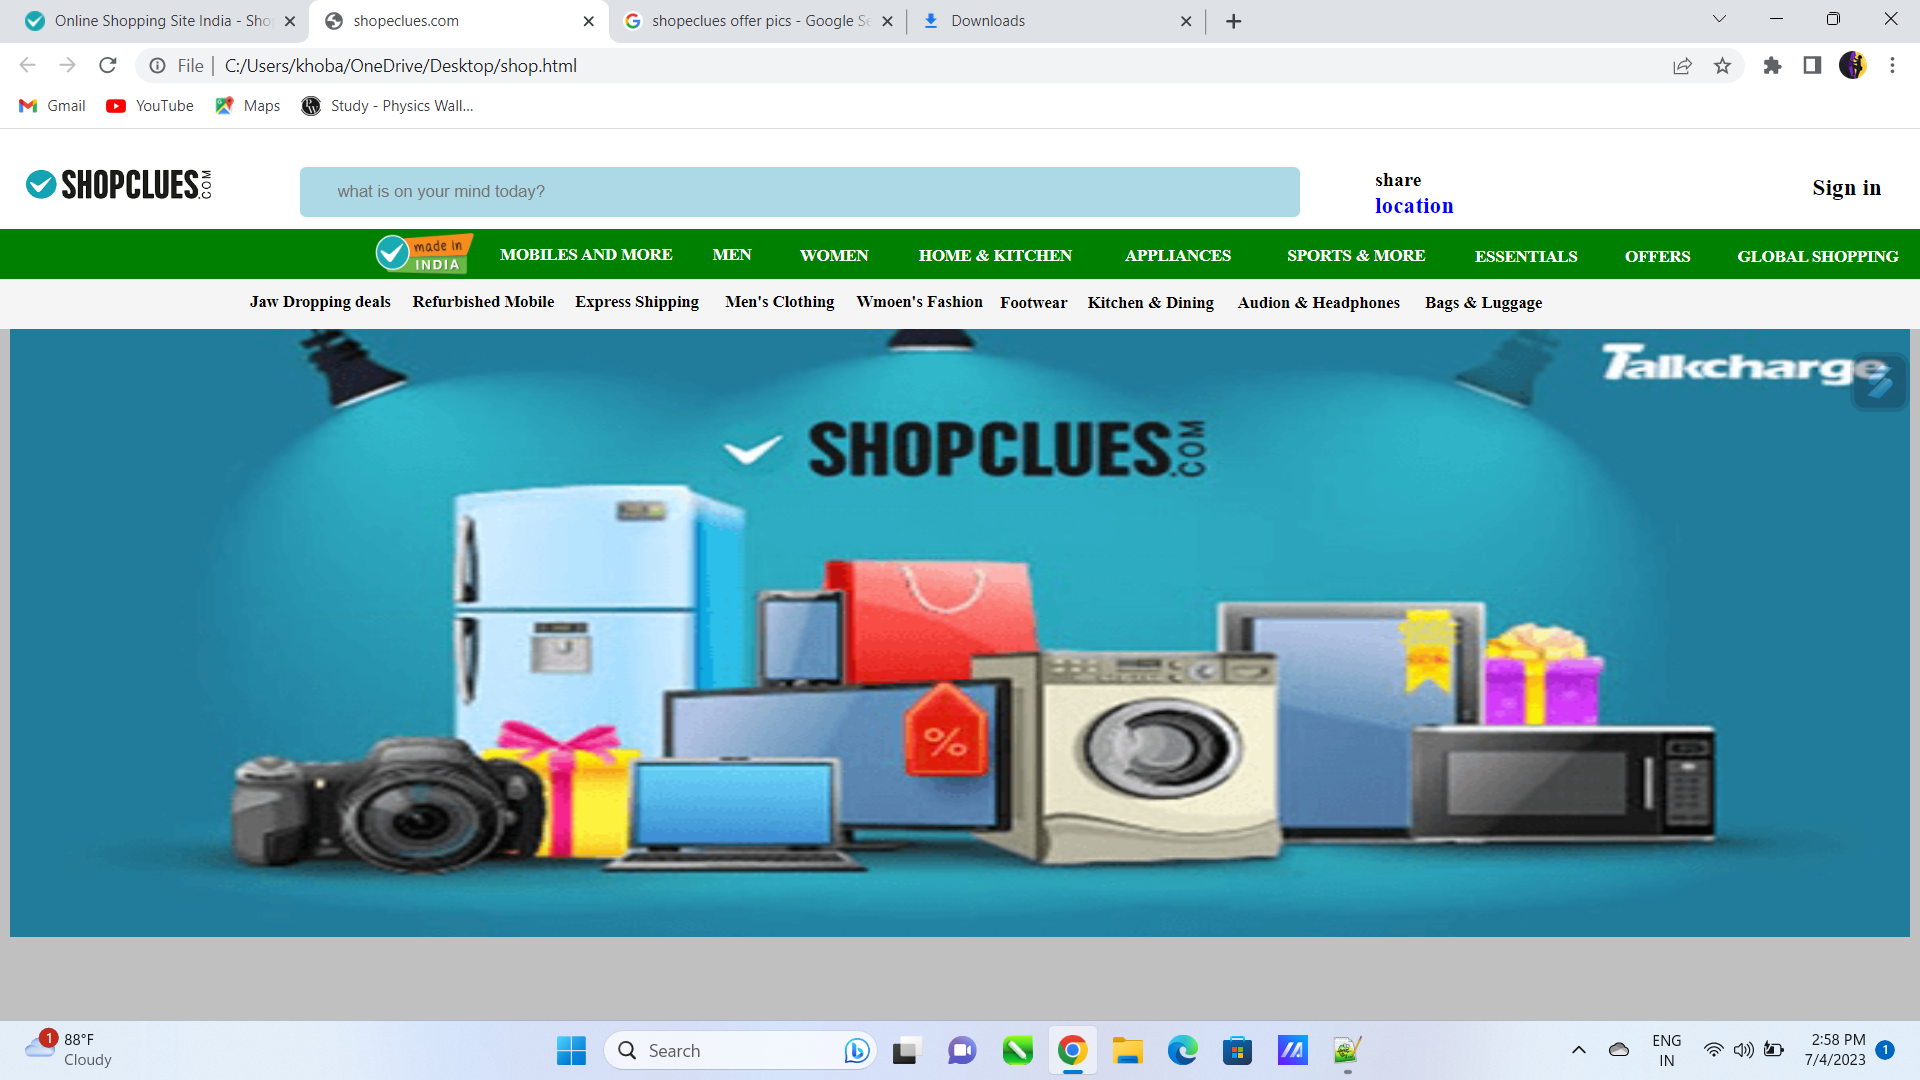 Online Shopping Site India - Sho
shopeclues.com
shopeclues offer pics - Google Se
Downloads
File
C:/Users/khoba/OneDrive/Desktop/shop.html
Gmail
YouTube
Maps
Study - Physics Wall...
SHOPCLUES.COM
what is on your mind today?
share
location
Sign in
made in
INDIA
MOBILES AND MORE
MEN
WOMEN
HOME & KITCHEN
APPLIANCES
SPORTS & MORE
ESSENTIALS
OFFERS
GLOBAL SHOPPING
Jaw Dropping deals
Refurbished Mobile
Express Shipping
Men's Clothing
Wmoen's Fashion
Footwear
Kitchen & Dining
Audion & Headphones
Bags & Luggage
Talkcharge
SHOPCLUES.COM
%
1
88°F
Cloudy
Search
ENG
IN
2:58 PM
7/4/2023
1